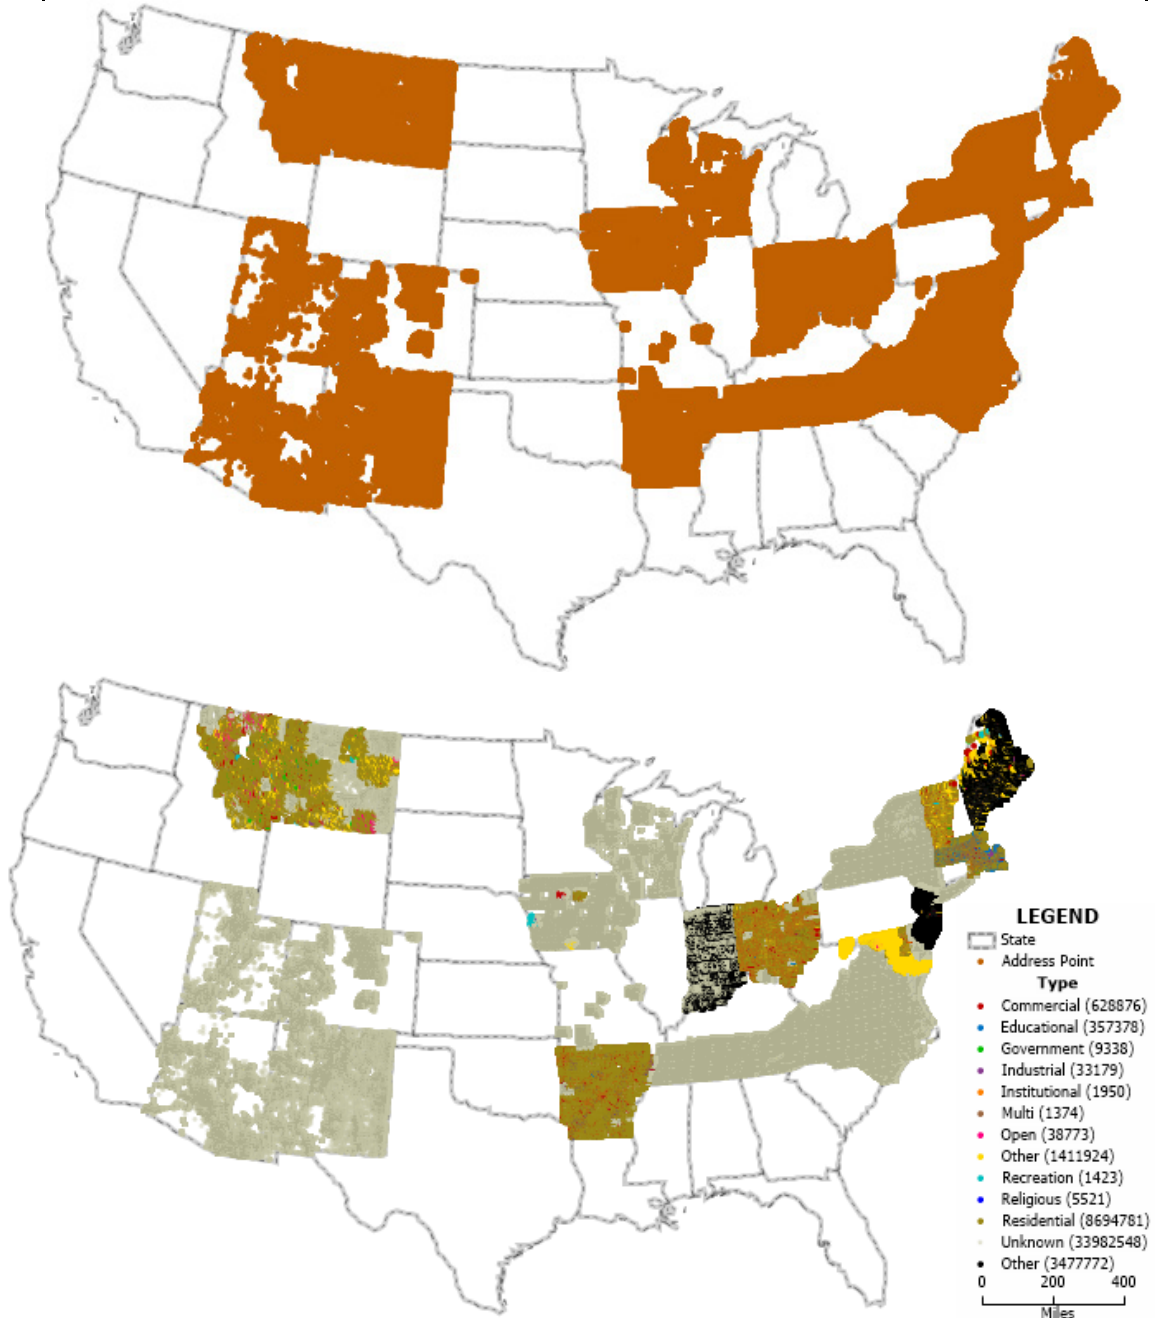 LEGEND
State
Address Point
Type
Commercial (628876)
Educational (357378)
Government (9338)
Industrial (33179)
Institutional (1950)
Multi (1374)
Open (38773)
Other (1411924)
Recreation (1423)
Religious (5521)
Residential (8694781)
Unknown (33982548)
Other (3477772)
0 200 400
Miles